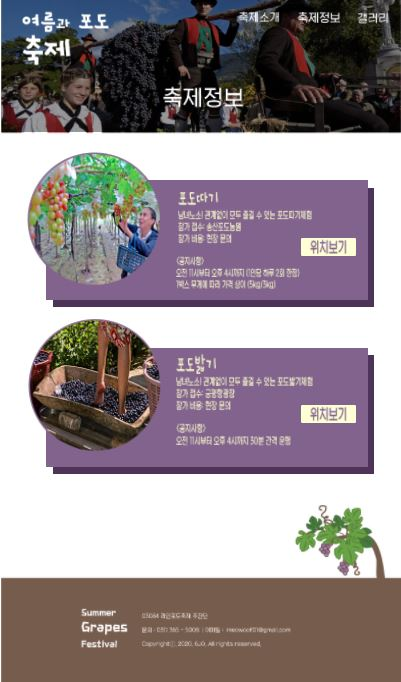 여름과 포도
축제
축제소개 축제정보 갤러리
축제정보
포도따기
남녀노소! 관계없이 모두 즐길 수 있는 포도따기체험
참가 접수: 송산포도농원
참가 비용: 현장 문의
위치보기
<공지사항>
오전 11시부터 오후 4시까지 (1인당 하루 2회 한정)
1박스 무게에 따라 가격 상이 (5kg/3kg)
포도밟기
남녀노소! 관계없이 모두 즐길 수 있는 포도밟기체험
참가 접수: 궁평항광장
참가 비용: 현장 문의
위치보기
<공지사항>
오전 11시부터 오후 4시까지 30분 간격 운행
Summer
Grapes
Festival
포도축제 추진단
문의 : | 이메일 :
Copyrightⓒ. 2020. All rights reserved.